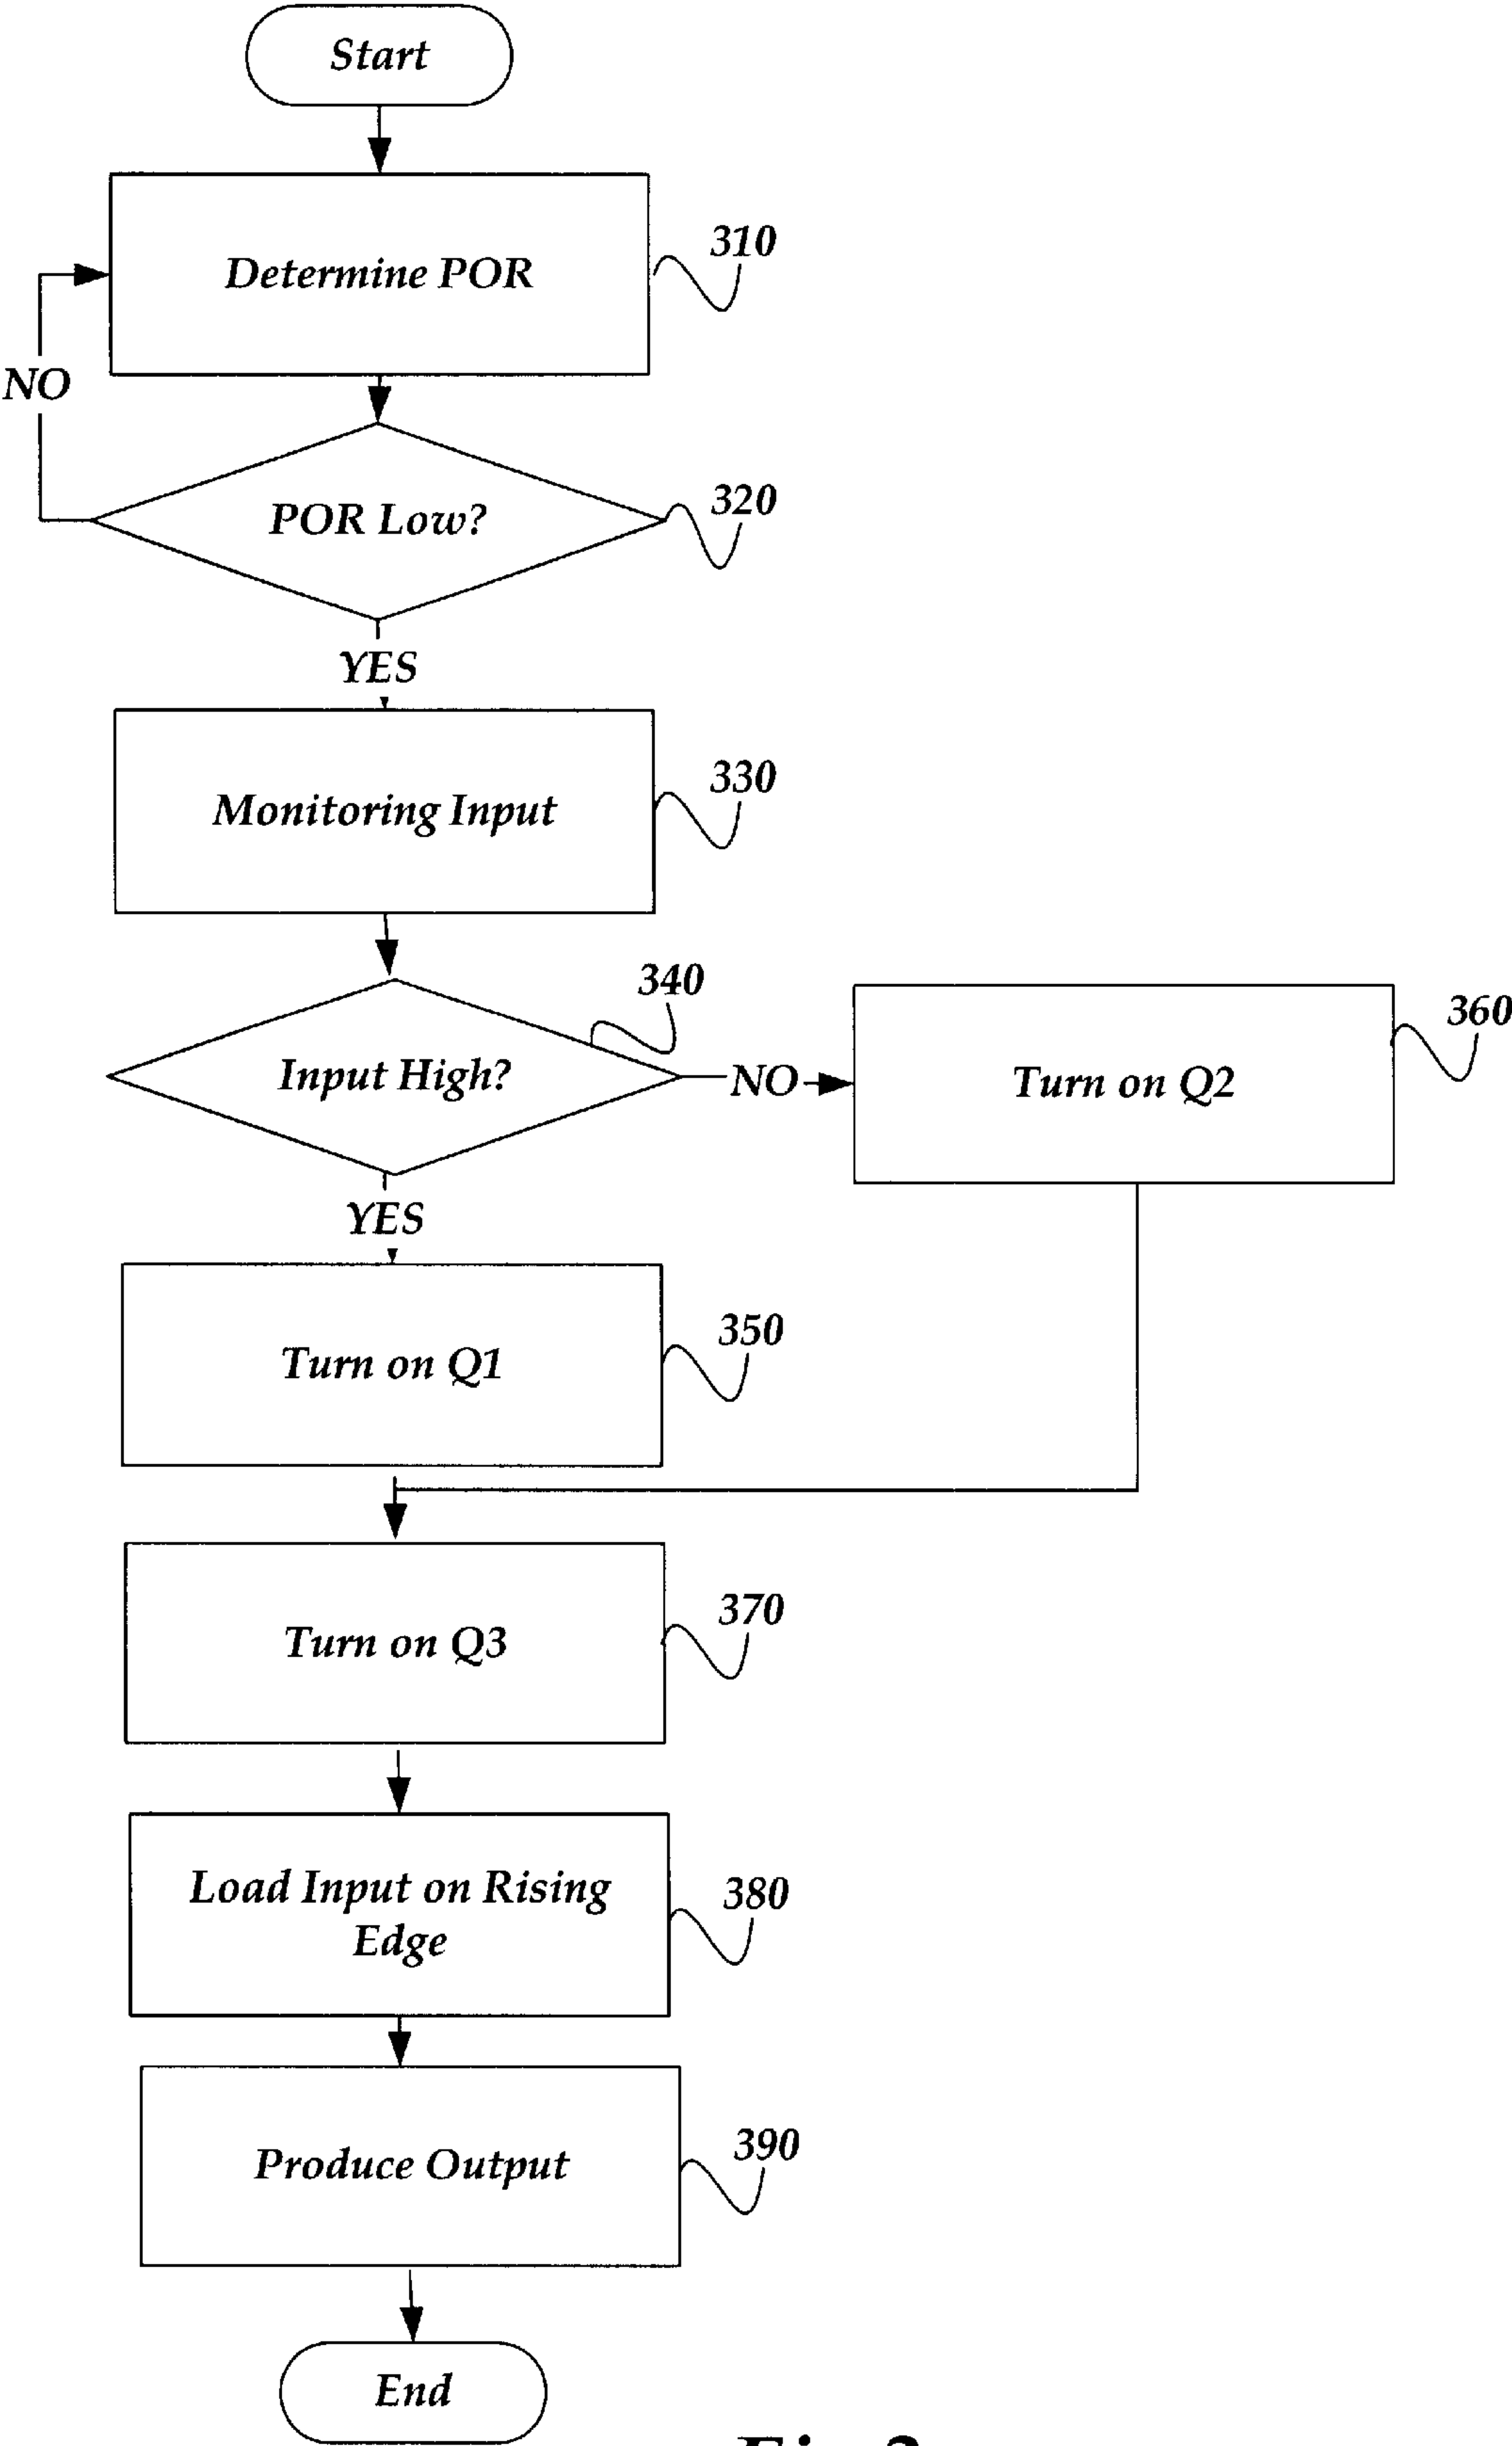 Start
Determine POR
310
NO
POR Low?
320
YES
Monitoring Input
330
Input High?
340
NO
Turn on Q2
360
YES
Turn on Q1
350
Turn on Q3
370
Load Input on Rising
Edge
380
Produce Output
390
End